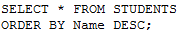 SELECT * FROM STUDENTS
ORDER BY Name DESC;